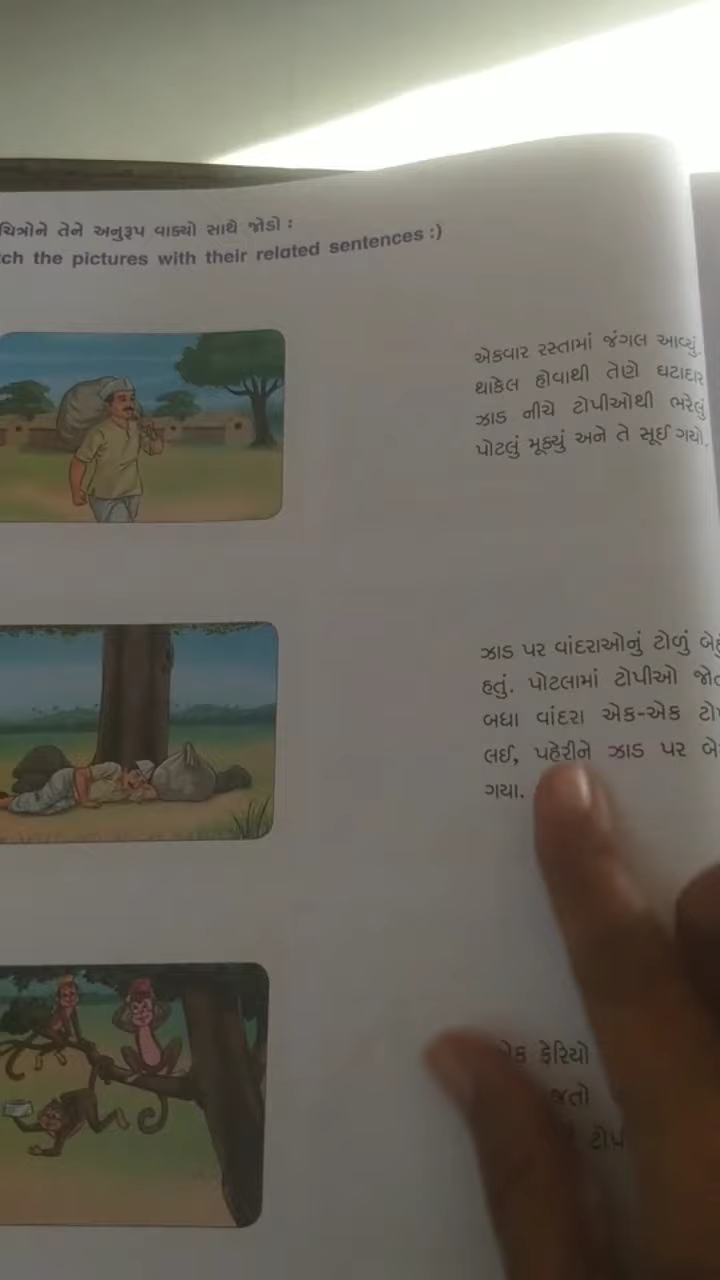 ચિત્રોને તેને અનુરૂપ વાક્યો સાથે જોડો :
ch the pictures with their related sentences :)
એકવાર રસ્તામાં જંગલ આવ્યું.
થાકેલ હોવાથી તેણે ઘટાદાર
ઝાડ નીચે ટોપીઓથી ભરેલું
પોટલું મૂક્યું અને તે સૂઈ ગયો.
ઝાડ પર વાંદરાઓનું ટોળું
હતું. પોટલામાં ટોપીઓ
બધા વાંદરા એક-એક
લઈ, પહેરીને ઝાડ પર
ગયા.
ફેરિયો